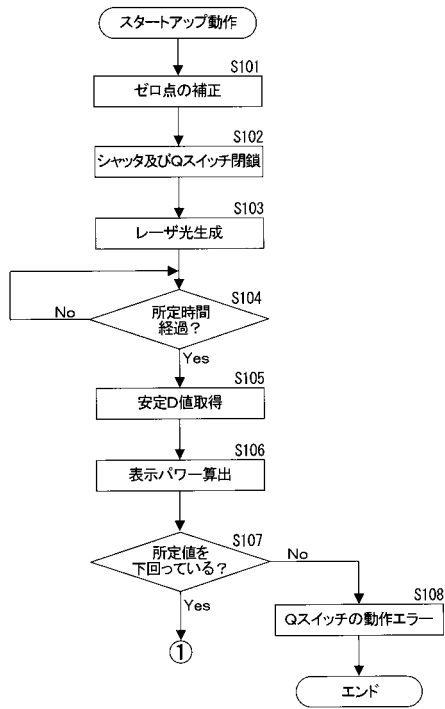 スタートアップ動作
S101
ゼロ点の補正
S102
シャッタ及びQスイッチ閉鎖
S103
レーザ光生成
S104
所定時間
経過？
No
Yes
S105
安定D値取得
S106
表示パワー算出
S107
所定値を
下回っている？
No
Yes
S108
Qスイッチの動作エラー
①
エンド